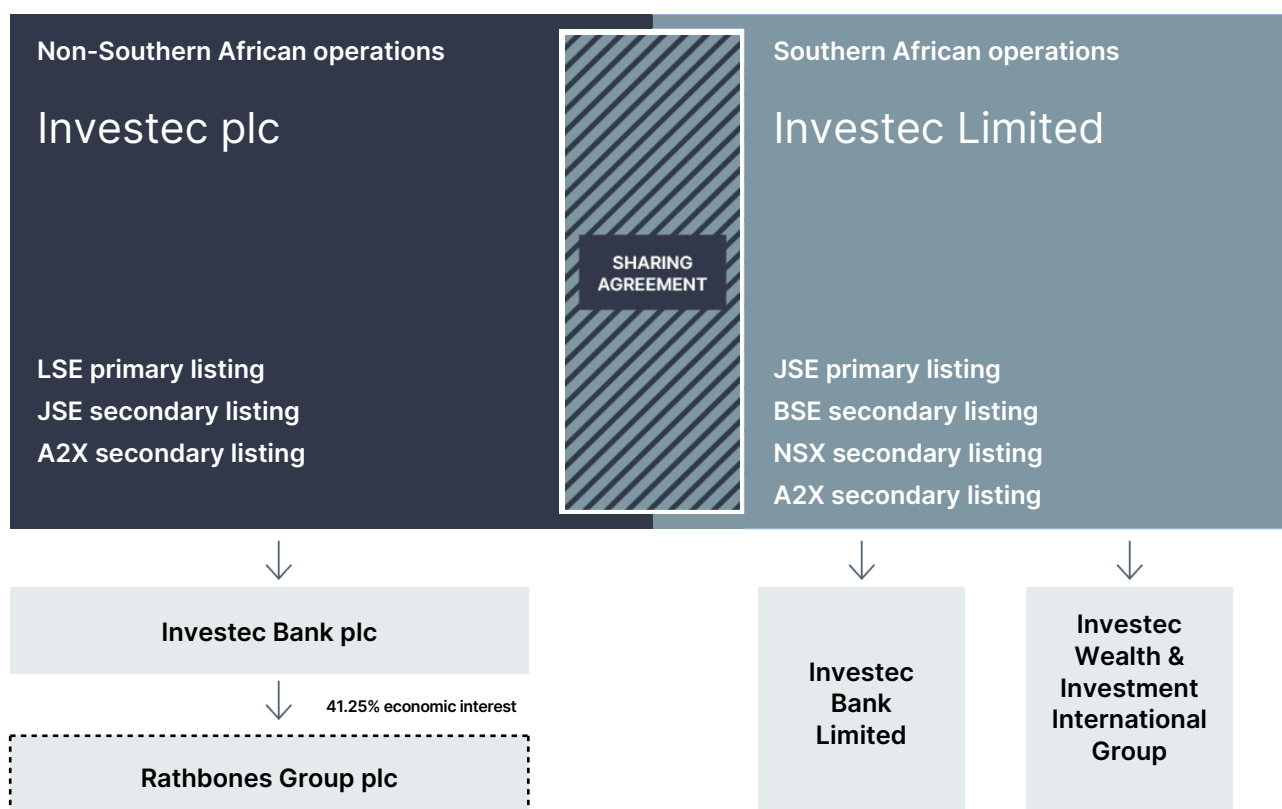 Non-Southern African operations
Investec plc
LSE primary listing
JSE secondary listing
A2X secondary listing
SHARING
AGREEMENT
Southern African operations
Investec Limited
JSE primary listing
BSE secondary listing
NSX secondary listing
A2X secondary listing
Investec Bank plc
41.25% economic interest
Rathbones Group plc
Investec
Bank
Limited
Investec
Wealth &
Investment
International
Group